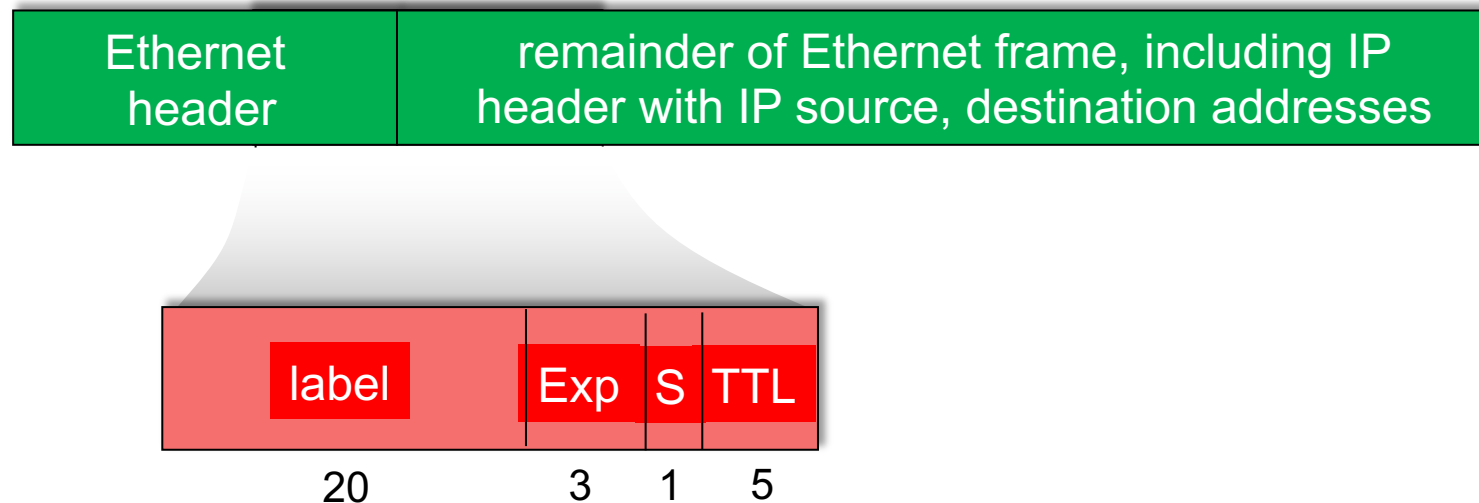 Ethernet
header
remainder of Ethernet frame, including IP
header with IP source, destination addresses
label Exp S TTL
20 3 1 5